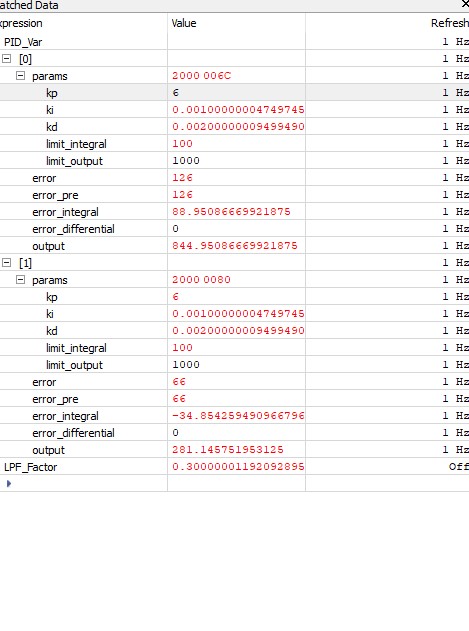 atched Data
xpression Value Refresh
PID_Var 1 Hz
[0] 1 Hz
params 2000 006C 1 Hz
kp 6 1 Hz
ki 0.00100000004749745 1 Hz
kd 0.00200000009499490 1 Hz
limit_integral 100 1 Hz
limit_output 1000 1 Hz
error 126 1 Hz
error_pre 126 1 Hz
error_integral 88.95086669921875 1 Hz
error_differential 0 1 Hz
output 844.95086669921875 1 Hz
[1] 1 Hz
params 2000 0080 1 Hz
kp 6 1 Hz
ki 0.00100000004749745 1 Hz
kd 0.00200000009499490 1 Hz
limit_integral 100 1 Hz
limit_output 1000 1 Hz
error 66 1 Hz
error_pre 66 1 Hz
error_integral -34.854259490966796 1 Hz
error_differential 0 1 Hz
output 281.145751953125 1 Hz
LPF_Factor 0.30000001192092895 Off